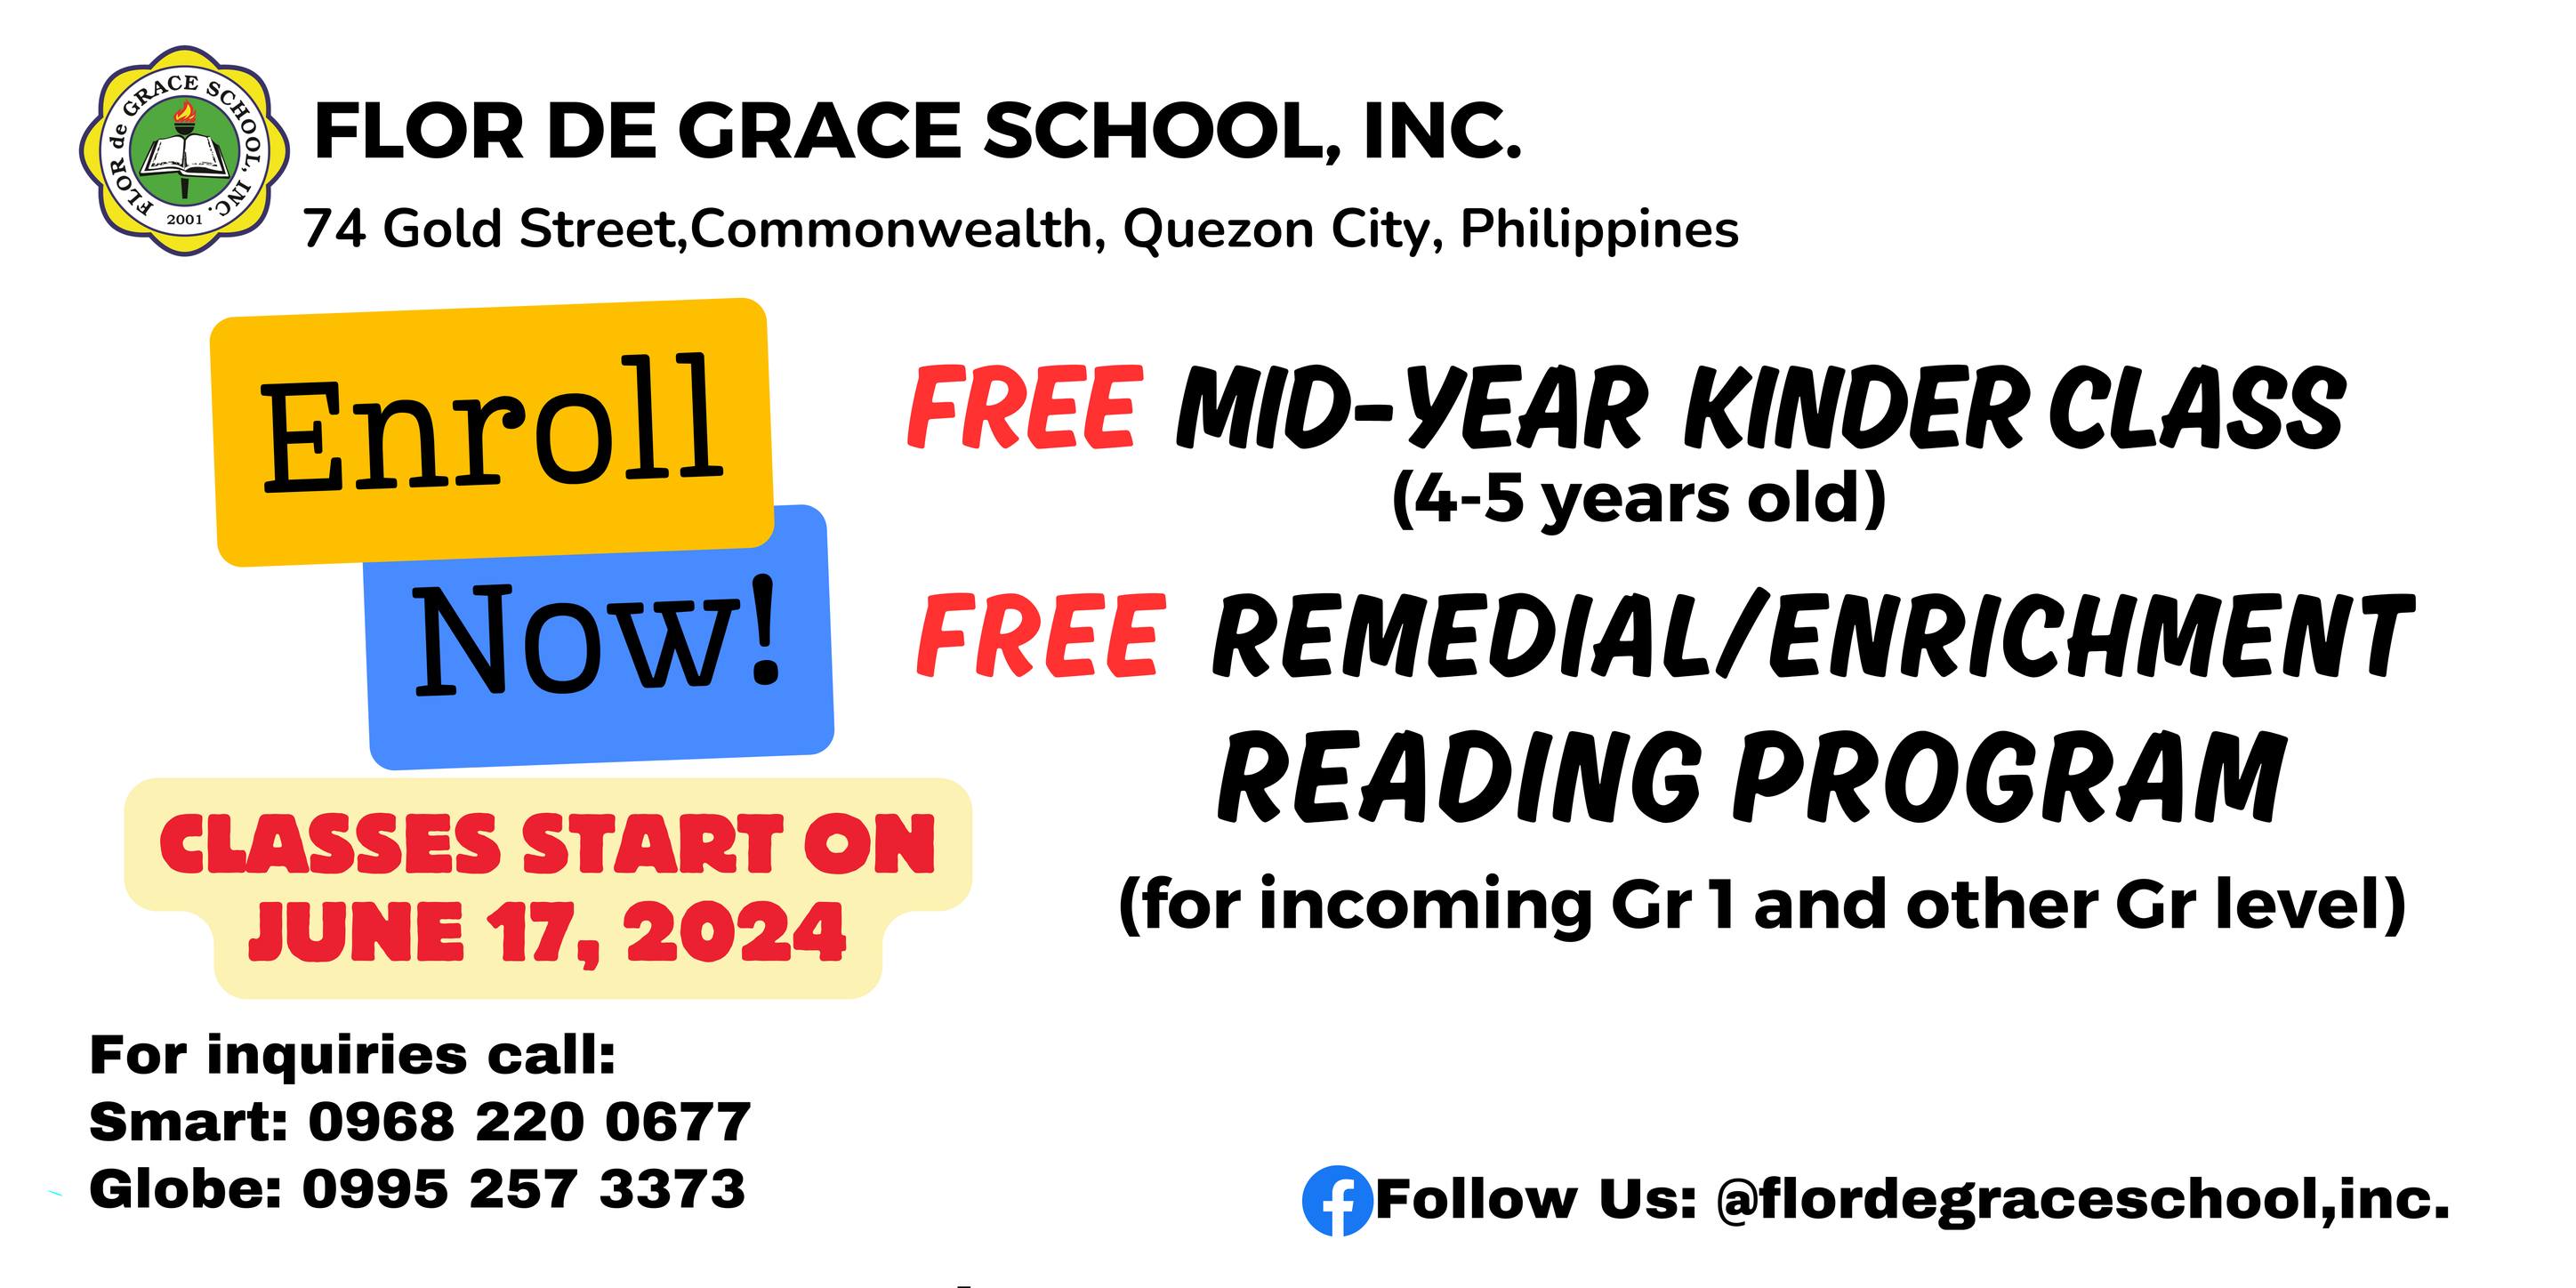 FLOR de GRACE SCHOOL, INC.
2001
FLOR DE GRACE SCHOOL, INC.
74 Gold Street,Commonwealth, Quezon City, Philippines
Enroll
Now!
CLASSES START ON
JUNE 17, 2024
FREE MID-YEAR KINDER CLASS
(4-5 years old)
FREE REMEDIAL/ENRICHMENT
READING PROGRAM
(for incoming Gr 1 and other Gr level)
For inquiries call:
Smart: 0968 220 0677
Globe: 0995 257 3373
Follow Us: @flordegraceschool,inc.